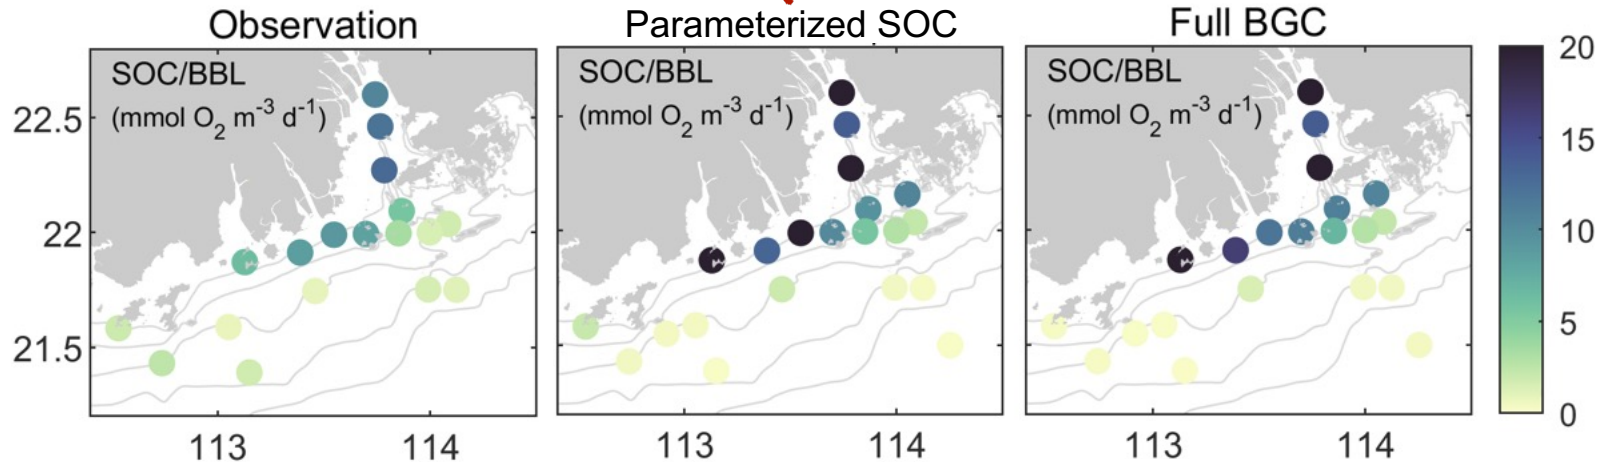 Observation
Parameterized SOC
Full BGC
SOC/BBL
(mmol O₂ m⁻³ d⁻¹)
SOC/BBL
(mmol O₂ m⁻³ d⁻¹)
SOC/BBL
(mmol O₂ m⁻³ d⁻¹)
22.5
22
21.5
113
114
113
114
113
114
20
15
10
5
0